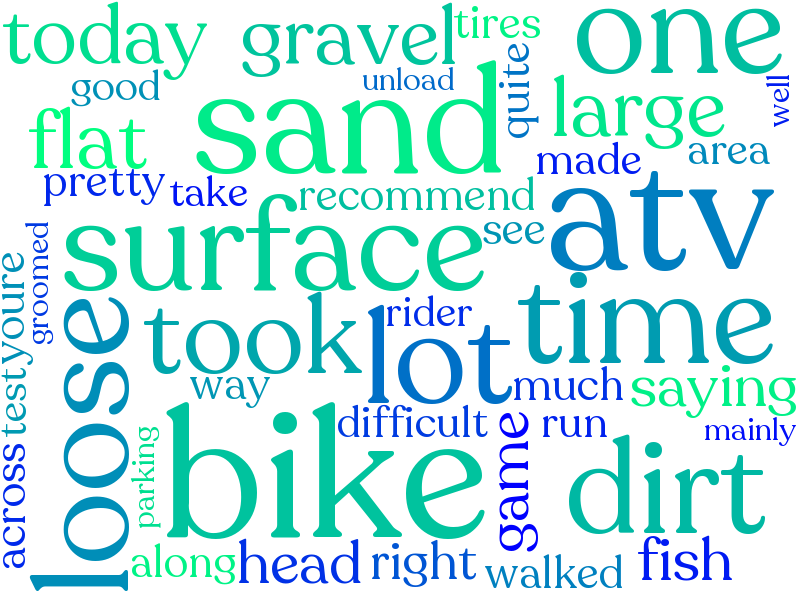 today
gravel
tires
one
good
unload
quite
well
flat
sand
large
made
area
pretty
take
recommend
see
atv
groomed
surface
youre
test
loose
took
lot
rider
time
way
much
saying
difficult
run
mainly
across
parking
bike
game
dirt
along
head
right
walked
fish